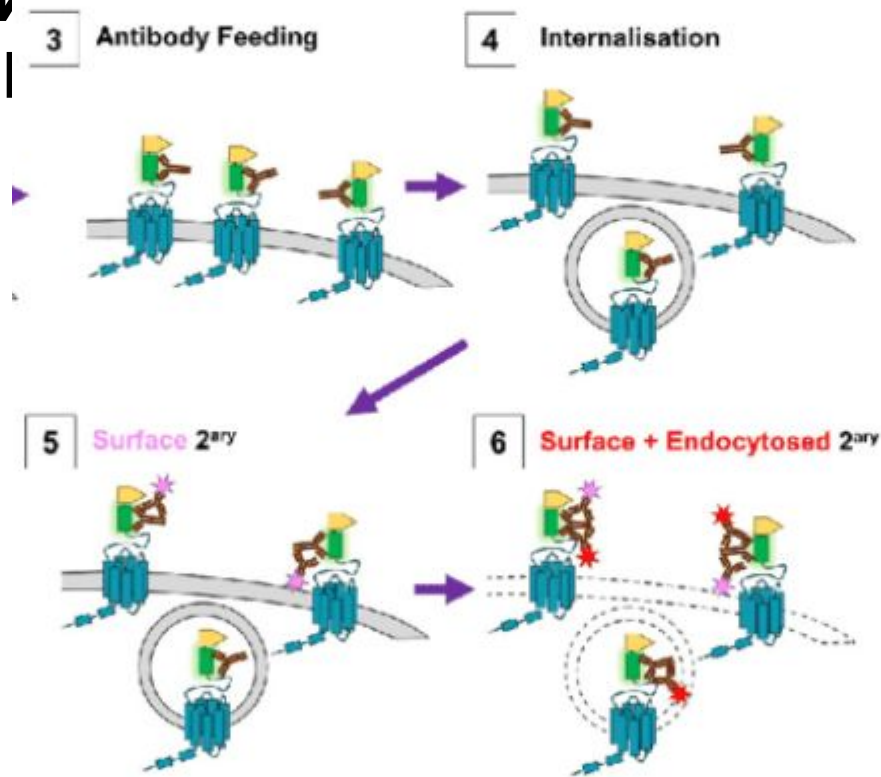 3 Antibody Feeding
4 Internalisation
5 Surface 2ary
6 Surface + Endocytosed 2ary